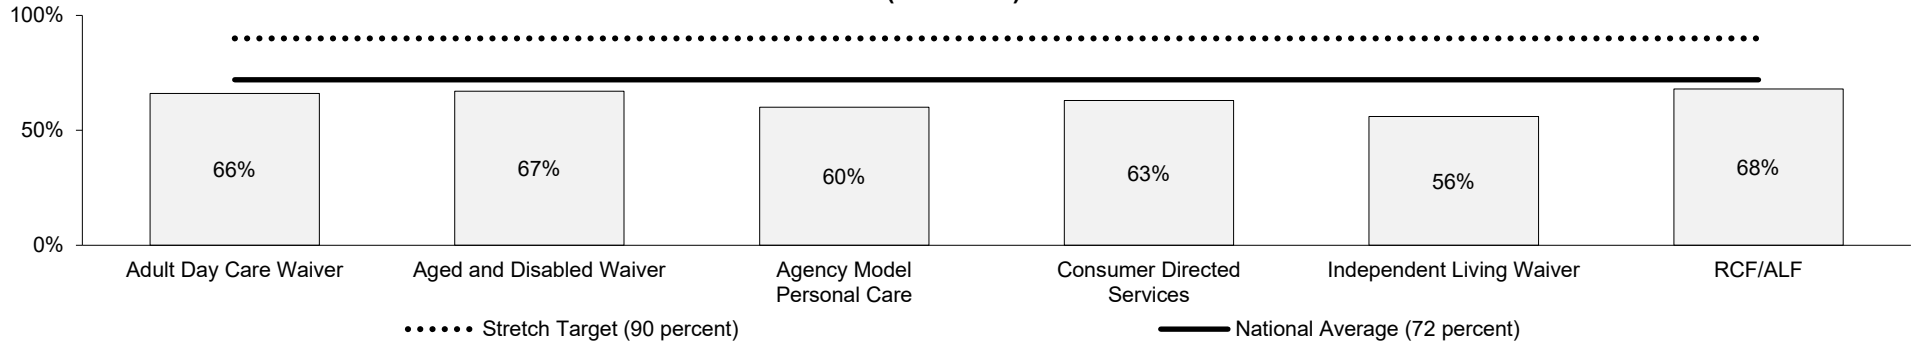 100%
50%
0%
66%
67%
60%
63%
56%
68%
Adult Day Care Waiver
Aged and Disabled Waiver
Agency Model
Personal Care
Consumer Directed
Services
Independent Living Waiver
RCF/ALF
Stretch Target (90 percent)
National Average (72 percent)